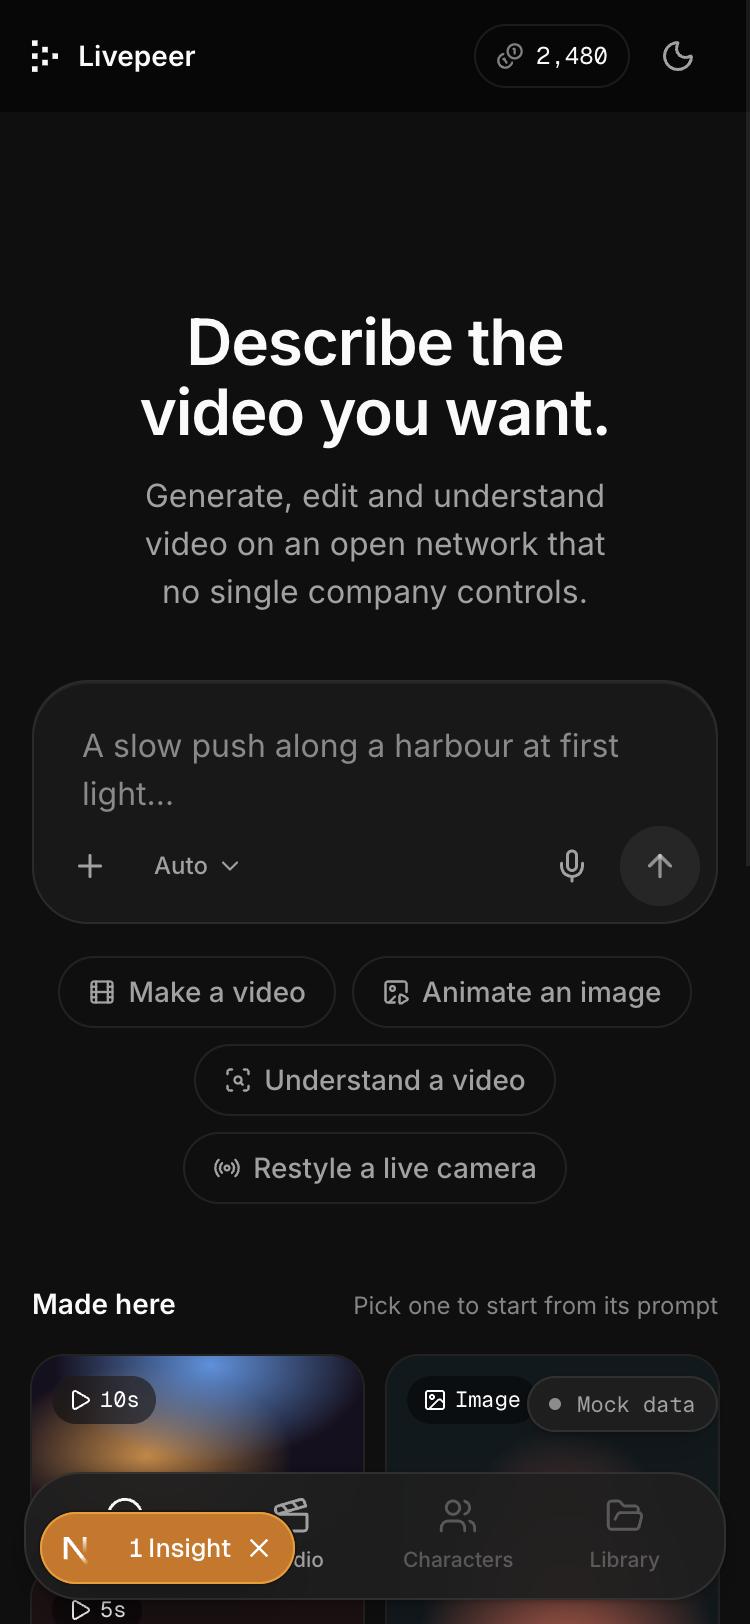 Livepeer
2,480
Describe the
video you want.
Generate, edit and understand
video on an open network that
no single company controls.
A slow push along a harbour at first
light...
Auto
Make a video
Animate an image
Understand a video
Restyle a live camera
Made here
Pick one to start from its prompt
10s
Image
Mock data
1 Insight
dio
Characters
Library
5s